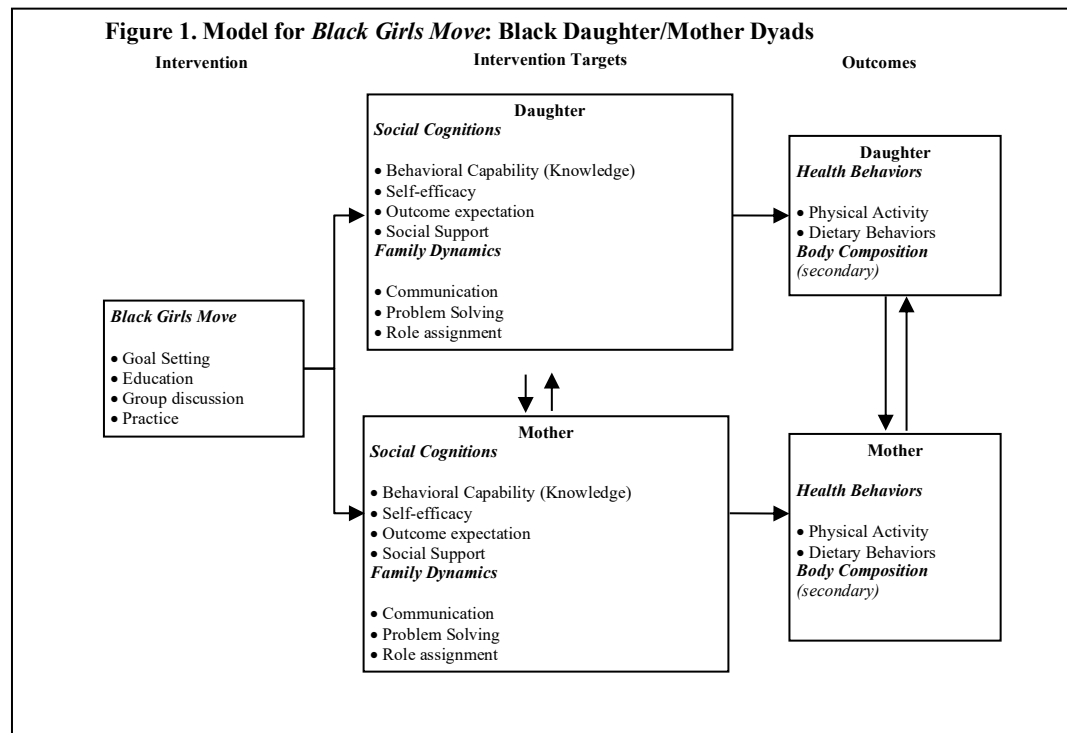 Figure 1. Model for Black Girls Move: Black Daughter/Mother Dyads
Intervention
Intervention Targets
Outcomes
Black Girls Move
• Goal Setting
• Education
• Group discussion
• Practice
Daughter
Social Cognitions
• Behavioral Capability (Knowledge)
• Self-efficacy
• Outcome expectation
• Social Support
Family Dynamics
• Communication
• Problem Solving
• Role assignment
Mother
Social Cognitions
• Behavioral Capability (Knowledge)
• Self-efficacy
• Outcome expectation
• Social Support
Family Dynamics
• Communication
• Problem Solving
• Role assignment
Daughter
Health Behaviors
• Physical Activity
• Dietary Behaviors
Body Composition
(secondary)
Mother
Health Behaviors
• Physical Activity
• Dietary Behaviors
Body Composition
(secondary)